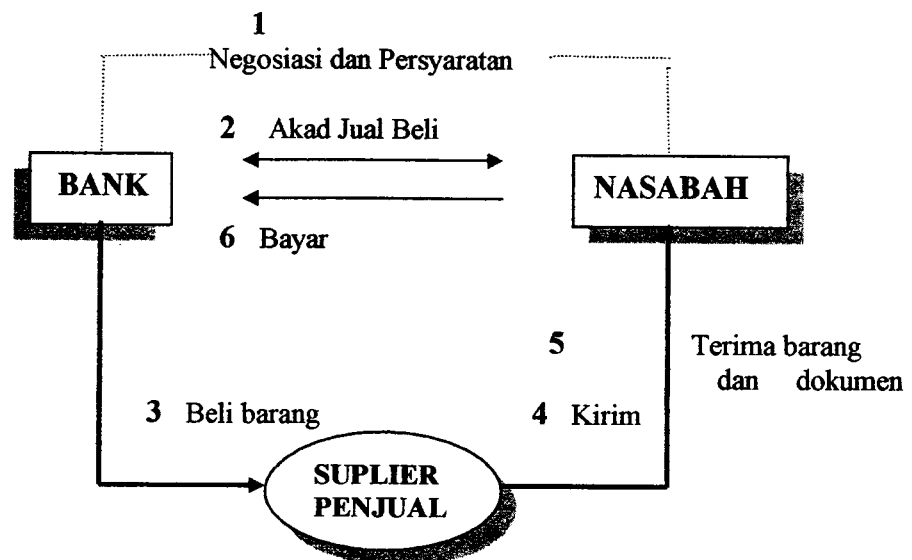 1
Negosiasi dan Persyaratan
2 Akad Jual Beli
BANK
NASABAH
6 Bayar
5 Terima barang
dan dokumen
3 Beli barang
4 Kirim
SUPLIER
PENJUAL